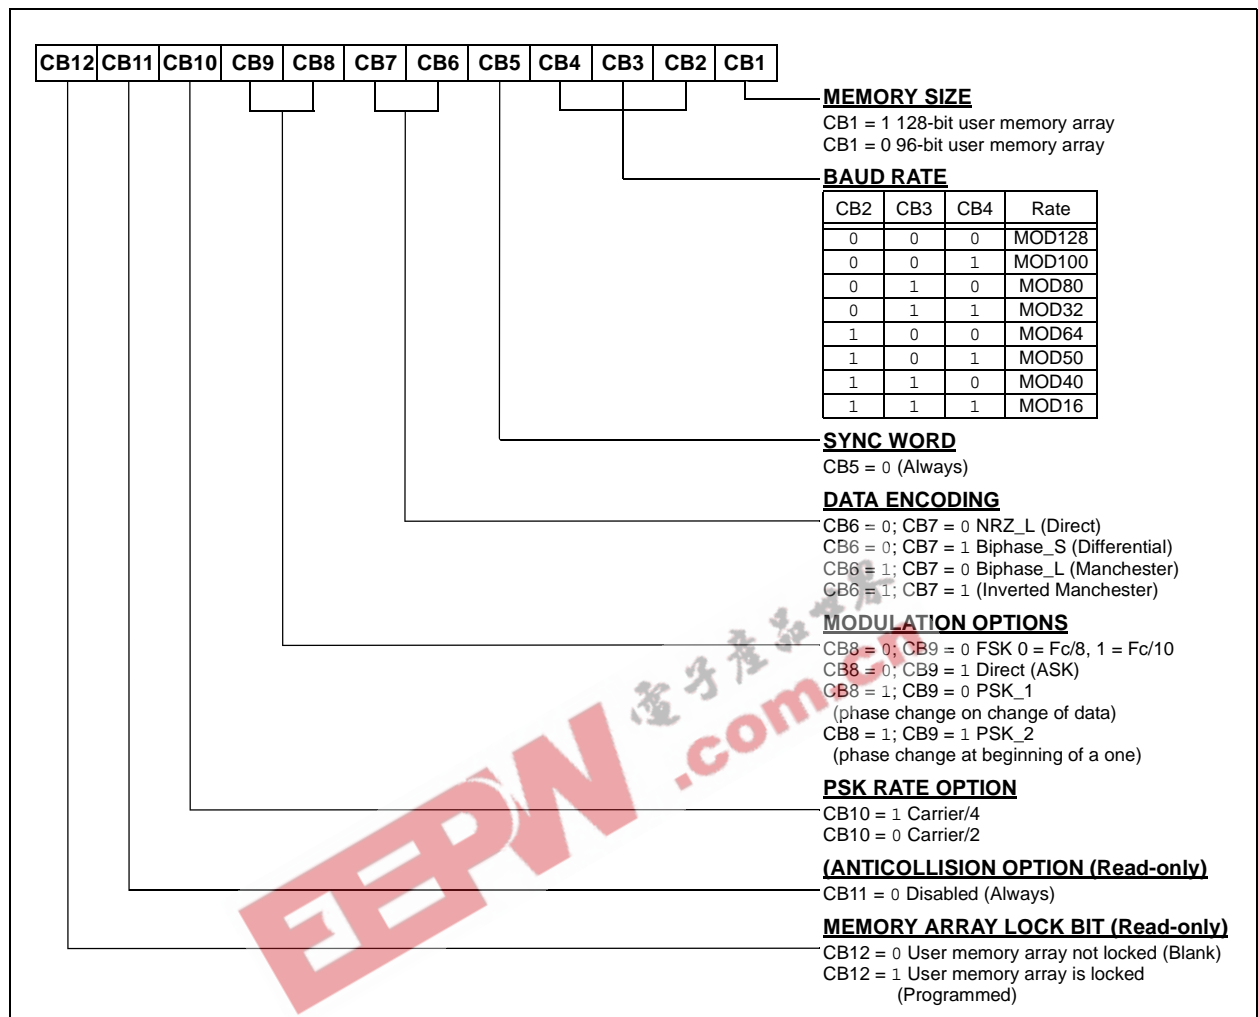 CB12 CB11 CB10 CB9 CB8 CB7 CB6 CB5 CB4 CB3 CB2 CB1
MEMORY SIZE
CB1 = 1 128-bit user memory array
CB1 = 0 96-bit user memory array
BAUD RATE
CB2 CB3 CB4 Rate
0 0 0 MOD128
0 0 1 MOD100
0 1 0 MOD80
0 1 1 MOD32
1 0 0 MOD64
1 0 1 MOD50
1 1 0 MOD40
1 1 1 MOD16
SYNC WORD
CB5 = 0 (Always)
DATA ENCODING
CB6 = 0; CB7 = 0 NRZ_L (Direct)
CB6 = 0; CB7 = 1 Biphase_S (Differential)
CB6 = 1; CB7 = 0 Biphase_L (Manchester)
CB6 = 1; CB7 = 1 (Inverted Manchester)
MODULATION OPTIONS
CB8 = 0; CB9 = 0 FSK 0 = Fc/8, 1 = Fc/10
CB8 = 0; CB9 = 1 Direct (ASK)
CB8 = 1; CB9 = 0 PSK_1
(phase change on change of data)
CB8 = 1; CB9 = 1 PSK_2
(phase change at beginning of a one)
PSK RATE OPTION
CB10 = 1 Carrier/4
CB10 = 0 Carrier/2
(ANTICOLLISION OPTION (Read-only)
CB11 = 0 Disabled (Always)
MEMORY ARRAY LOCK BIT (Read-only)
CB12 = 0 User memory array not locked (Blank)
CB12 = 1 User memory array is locked
(Programmed)
EEPW.com.cn
電子產品世界